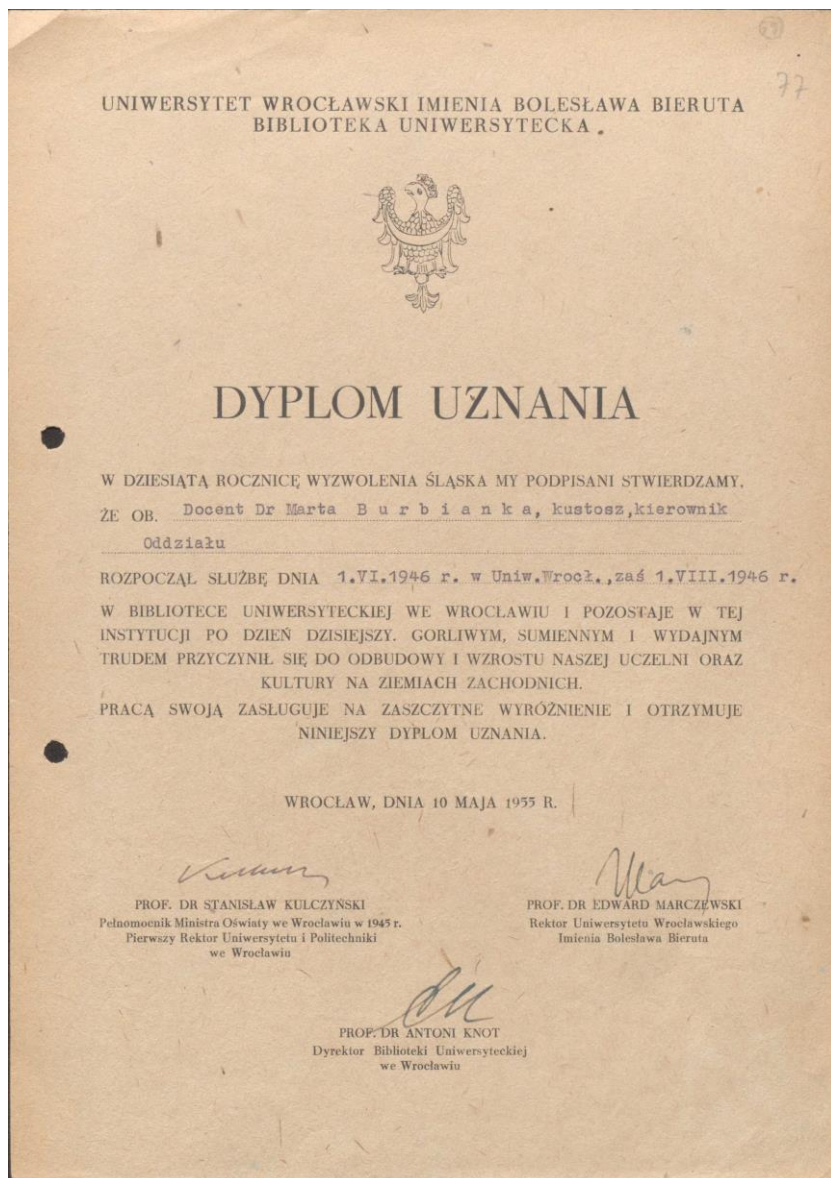 77
UNIWERSYTET WROCŁAWSKI IMIENIA BOLESŁAWA BIERUTA
BIBLIOTEKA UNIWERSYTECKA.
DYPLOM UZNANIA
W DZIESIĄTĄ ROCZNICĘ WYZWOLENIA ŚLĄSKA MY PODPISANI STWIERDZAMY,
ŻE OB. Docent Dr Marta B u r b i a n k a, kustosz,kierownik
Oddziału
ROZPOCZĄŁ SŁUŻBĘ DNIA 1.VI.1946 r. w Uniw.Wrocł.,zaś 1.VIII.1946 r.
W BIBLIOTECE UNIWERSYTECKIEJ WE WROCŁAWIU I POZOSTAJE W TEJ
INSTYTUCJI PO DZIEŃ DZISIEJSZY. GORLIWYM, SUMIENNYM I WYDAJNYM
TRUDEM PRZYCZYNIŁ SIĘ DO ODBUDOWY I WZROSTU NASZEJ UCZELNI ORAZ
KULTURY NA ZIEMIACH ZACHODNICH.
PRACĄ SWOJĄ ZASŁUGUJE NA ZASZCZYTNE WYRÓŻNIENIE I OTRZYMUJE
NINIEJSZY DYPLOM UZNANIA.
WROCŁAW, DNIA 10 MAJA 1955 R.
PROF. DR STANISŁAW KULCZYŃSKI
Pełnomocnik Ministra Oświaty we Wrocławiu w 1945 r.
Pierwszy Rektor Uniwersytetu i Politechniki
we Wrocławiu
PROF. DR EDWARD MARCZEWSKI
Rektor Uniwersytetu Wrocławskiego
Imienia Bolesława Bieruta
PROF. DR ANTONI KNOT
Dyrektor Biblioteki Uniwersyteckiej
we Wrocławiu